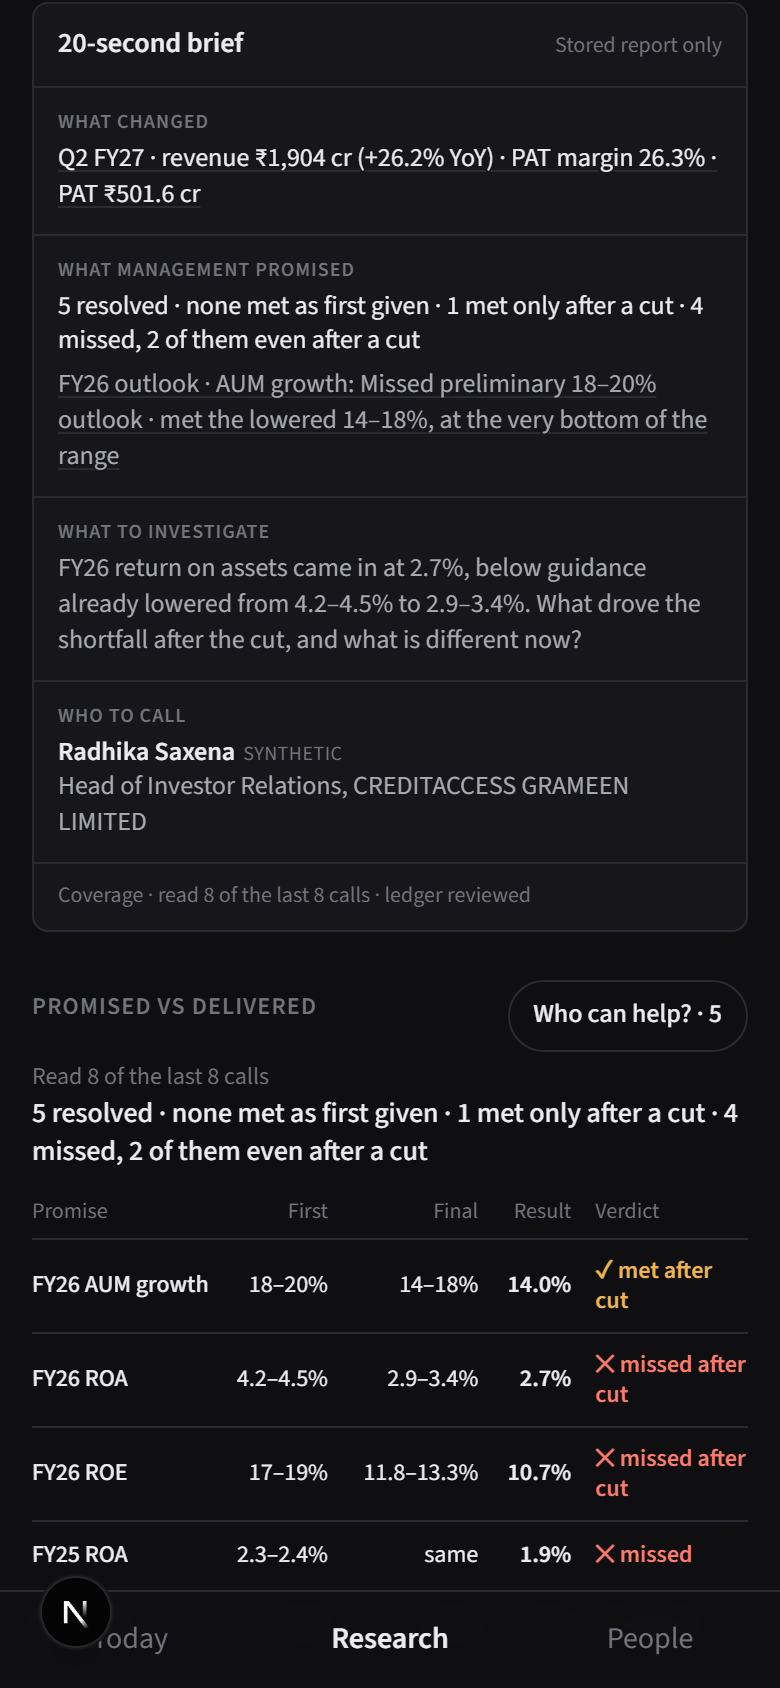 20-second brief
Stored report only
WHAT CHANGED
Q2 FY27 · revenue ₹1,904 cr (+26.2% YoY) · PAT margin 26.3% ·
PAT ₹501.6 cr
WHAT MANAGEMENT PROMISED
5 resolved · none met as first given · 1 met only after a cut · 4
missed, 2 of them even after a cut
FY26 outlook · AUM growth: Missed preliminary 18–20%
outlook · met the lowered 14–18%, at the very bottom of the
range
WHAT TO INVESTIGATE
FY26 return on assets came in at 2.7%, below guidance
already lowered from 4.2–4.5% to 2.9–3.4%. What drove the
shortfall after the cut, and what is different now?
WHO TO CALL
Radhika Saxena SYNTHETIC
Head of Investor Relations, CREDITACCESS GRAMEEN
LIMITED
Coverage · read 8 of the last 8 calls · ledger reviewed
PROMISED VS DELIVERED
Who can help? · 5
Read 8 of the last 8 calls
5 resolved · none met as first given · 1 met only after a cut · 4
missed, 2 of them even after a cut
Promise First Final Result Verdict
FY26 AUM growth 18–20% 14–18% 14.0% ✓ met after
cut
FY26 ROA 4.2–4.5% 2.9–3.4% 2.7% ✕ missed after
cut
FY26 ROE 17–19% 11.8–13.3% 10.7% ✕ missed after
cut
FY25 ROA 2.3–2.4% same 1.9% ✕ missed
N
Today Research People